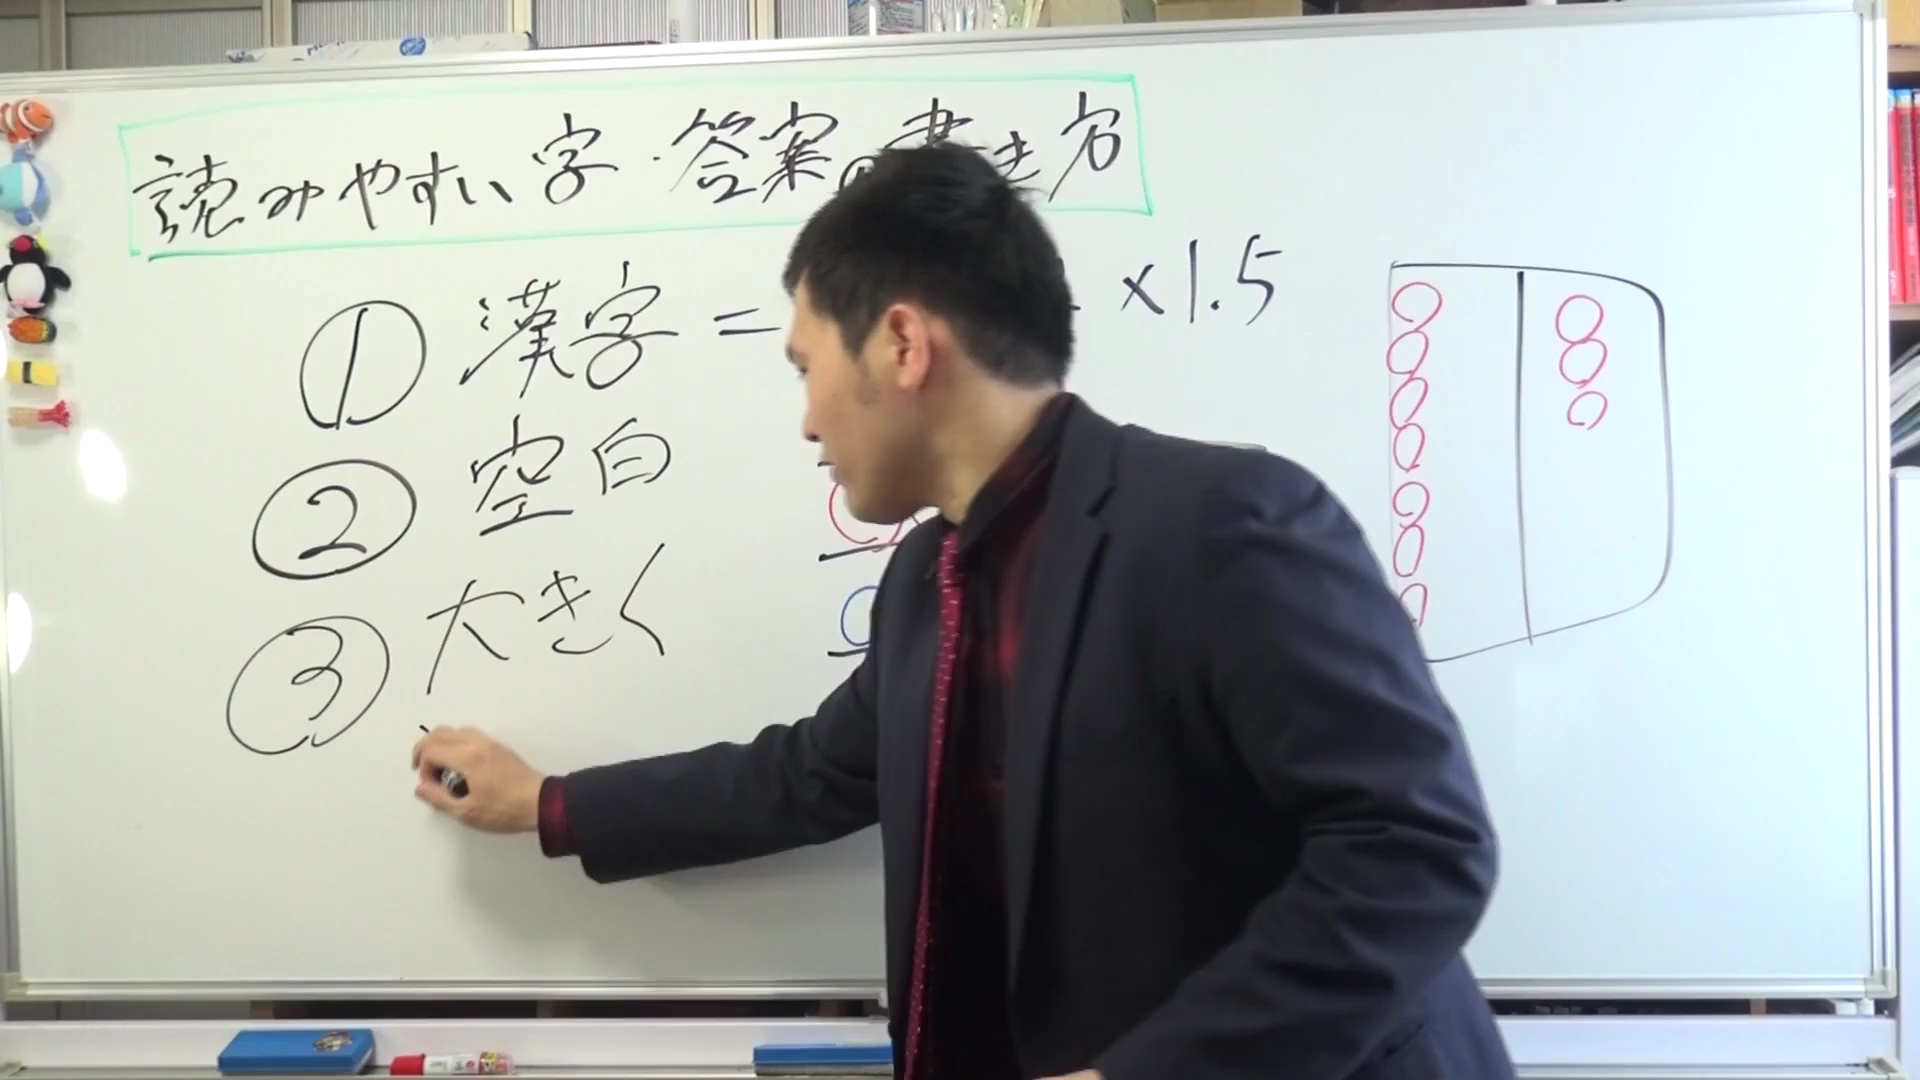 読みやすい字・答案の書き方
① 漢字 = ×1.5
② 空白
③ 大きく